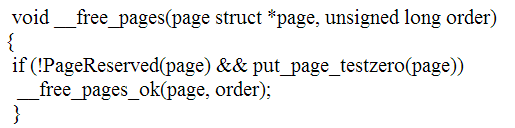 void __free_pages(page struct *page, unsigned long order)
{
if (!PageReserved(page) && put_page_testzero(page))
__free_pages_ok(page, order);
}